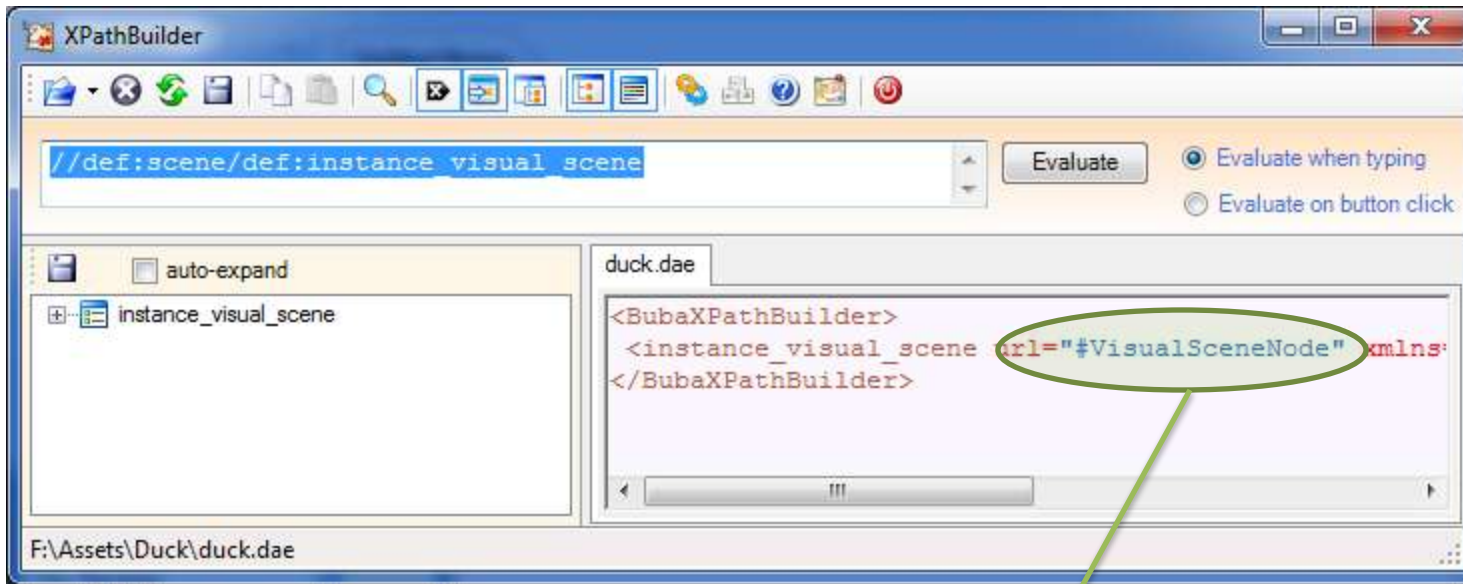 XPathBuilder
//def:scene/def:instance_visual_scene
Evaluate
Evaluate when typing
Evaluate on button click
auto-expand
instance_visual_scene
duck.dae
<BubaXPathBuilder>
<instance_visual_scene url="#VisualSceneNode" xmlns=
</BubaXPathBuilder>
F:\Assets\Duck\duck.dae